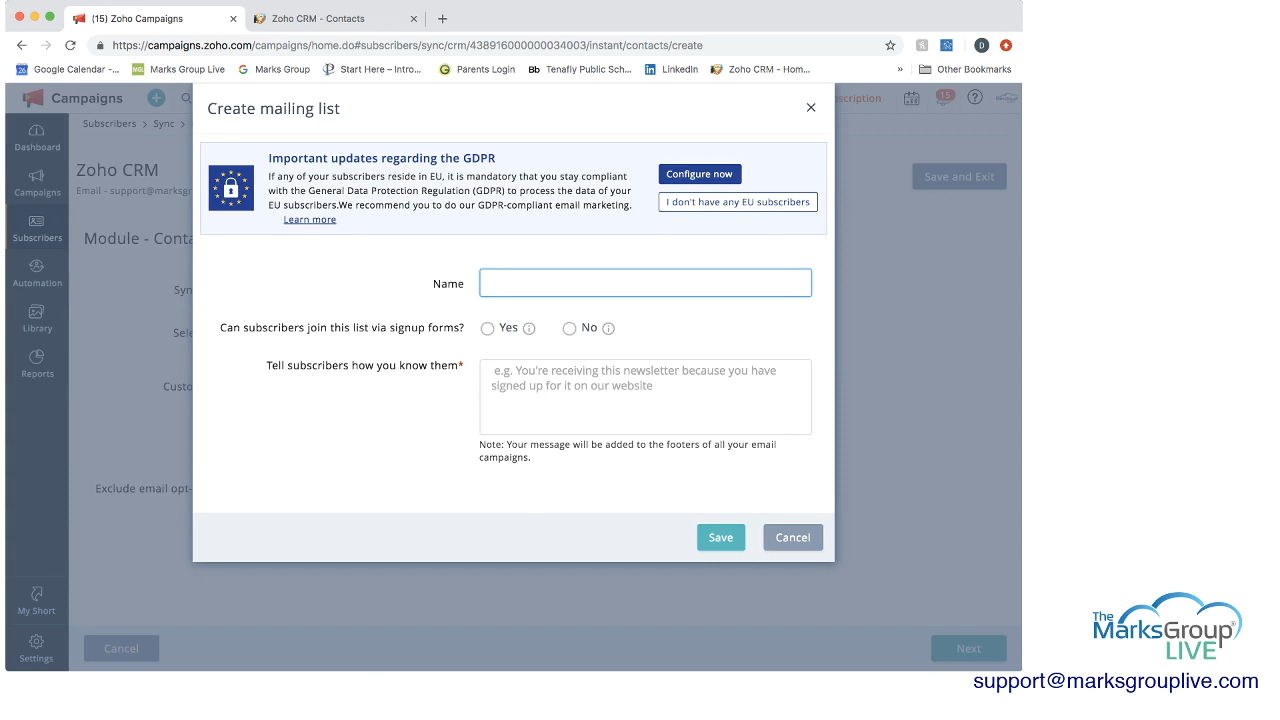 (15) Zoho Campaigns
Zoho CRM - Contacts
https://campaigns.zoho.com/campaigns/home.do#subscribers/sync/crm/438916000000034003/instant/contacts/create
D
26 Google Calendar -...
MGL Marks Group Live
G Marks Group
Start Here – Intro...
Parents Login
Bb Tenafly Public Sch...
in LinkedIn
Zoho CRM - Hom...
» Other Bookmarks
Campaigns
scription
15
Subscribers > Sync >
Dashboard
Campaigns
Subscribers
Automation
Library
Reports
My Short
Settings
Zoho CRM
Email - support@marksgr
Save and Exit
Module - Conta
Syn
Sele
Custo
Exclude email opt-
Cancel
Next
Create mailing list
Important updates regarding the GDPR
If any of your subscribers reside in EU, it is mandatory that you stay compliant
with the General Data Protection Regulation (GDPR) to process the data of your
EU subscribers.We recommend you to do our GDPR-compliant email marketing.
Learn more
Configure now
I don't have any EU subscribers
Name
Can subscribers join this list via signup forms?
Yes
No
Tell subscribers how you know them*
e.g. You're receiving this newsletter because you have
signed up for it on our website
Note: Your message will be added to the footers of all your email
campaigns.
Save
Cancel
The
MarksGroup®
LIVE
support@marksgrouplive.com